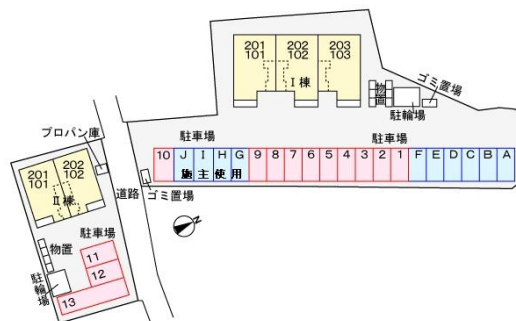 201 202 203
101 102 103
Ⅰ棟
物置
ゴミ置場
駐輪場
駐車場
駐車場
10 J I H G 9 8 7 6 5 4 3 2 1 F E D C B A
施主使用
プロパン庫
202
201 102
101
Ⅱ棟
道路
ゴミ置場
N
駐車場
物置
11
駐輪場
12
13